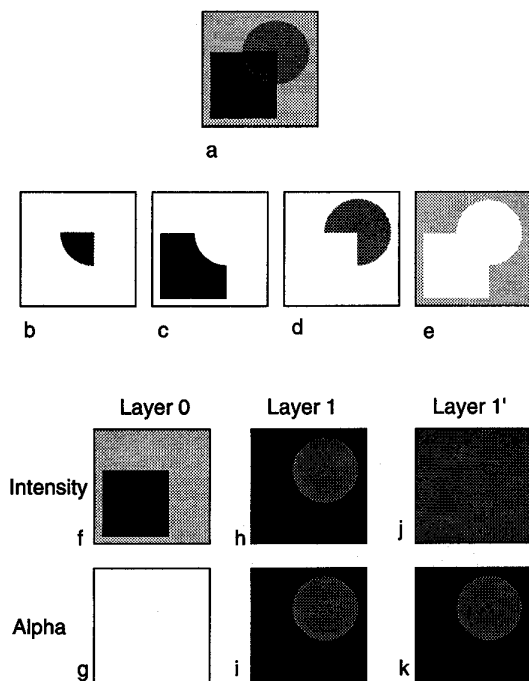 a
b c d e
Layer 0 Layer 1 Layer 1'
Intensity
f h j
Alpha
g i k